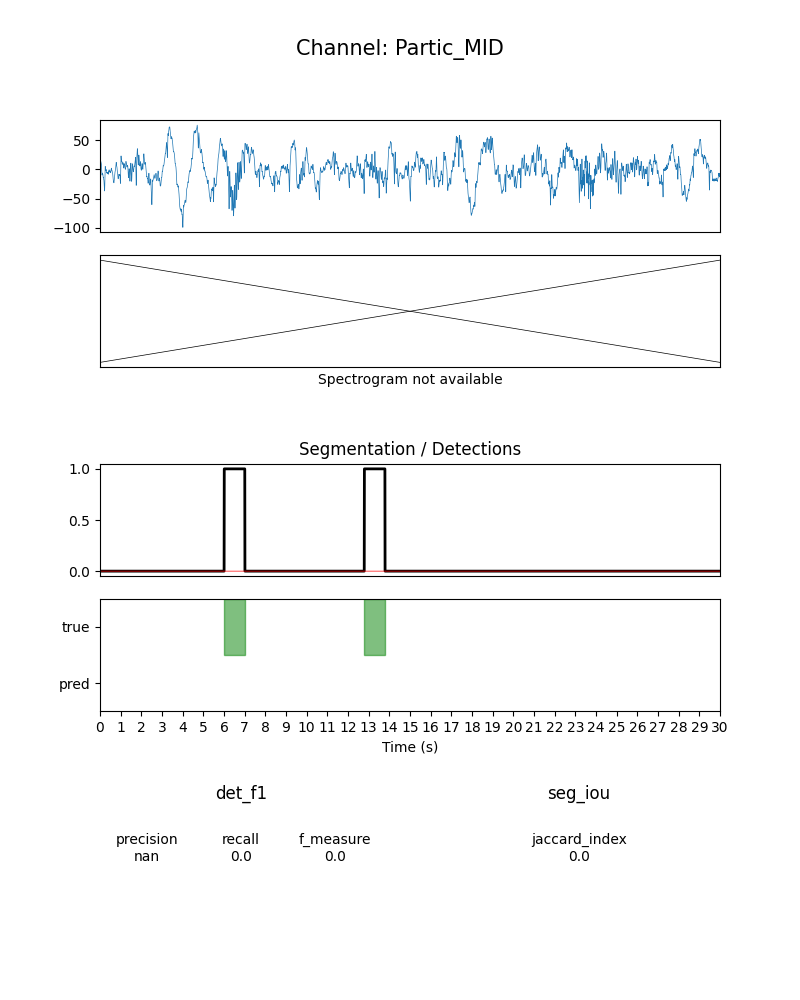 Channel: Partic_MID
50
0
−50
−100
Spectrogram not available
Segmentation / Detections
1.0
0.5
0.0
true
pred
0 1 2 3 4 5 6 7 8 9 10 11 12 13 14 15 16 17 18 19 20 21 22 23 24 25 26 27 28 29 30
Time (s)
det_f1 seg_iou
precision recall f_measure jaccard_index
nan 0.0 0.0 0.0